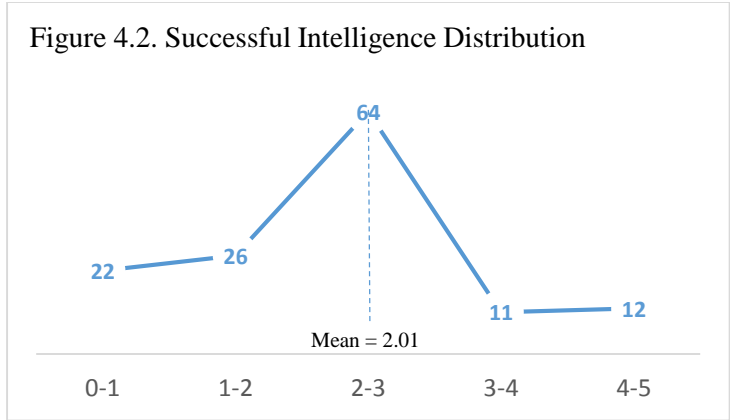 Figure 4.2. Successful Intelligence Distribution
64
22
26
11
12
Mean = 2.01
0-1 1-2 2-3 3-4 4-5